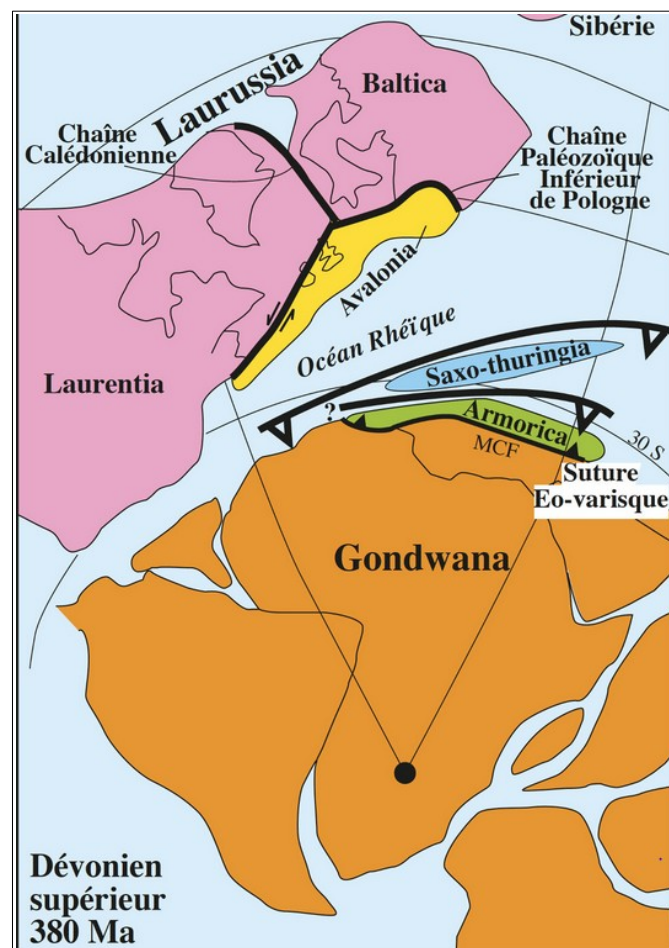 Sibérie
Laurussia
Baltica
Chaîne
Calédonienne
Chaîne
Paléozoïque
Inférieur
de Pologne
Avalonia
Océan Rhéïque
Laurentia
Saxo-thuringia
?
Armorica
MCF
30 S
Suture
Eo-varisque
Gondwana
Dévonien
supérieur
380 Ma